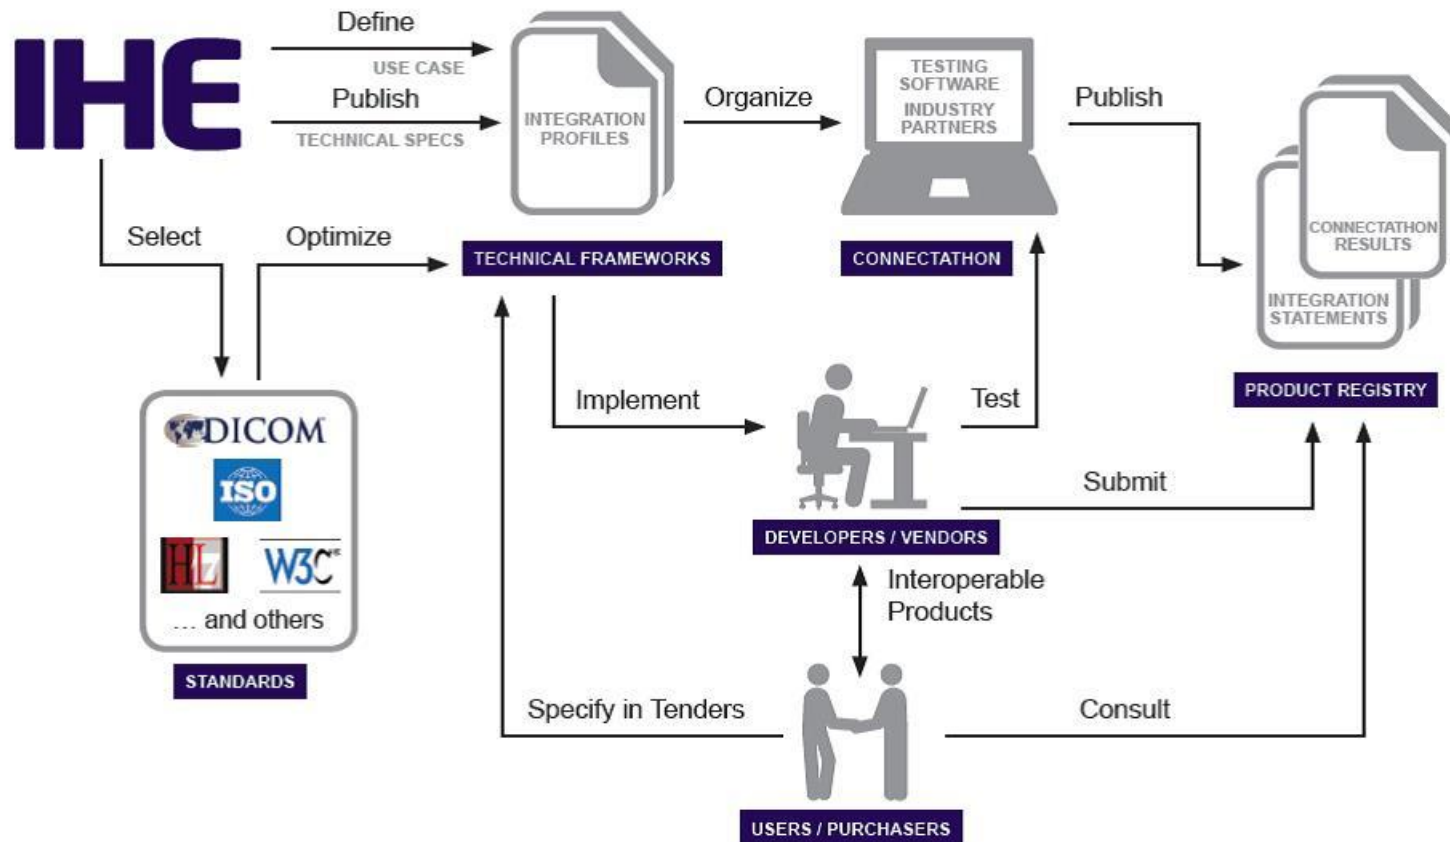 IHE
Define
USE CASE
Publish
TECHNICAL SPECS
INTEGRATION
PROFILES
Organize
TESTING
SOFTWARE
INDUSTRY
PARTNERS
Publish
CONNECTATHON
RESULTS
INTEGRATION
STATEMENTS
Select
Optimize
TECHNICAL FRAMEWORKS
CONNECTATHON
PRODUCT REGISTRY
DICOM
ISO
HL7
W3C
... and others
STANDARDS
Implement
Test
Submit
DEVELOPERS / VENDORS
Interoperable
Products
Specify in Tenders
Consult
USERS / PURCHASERS